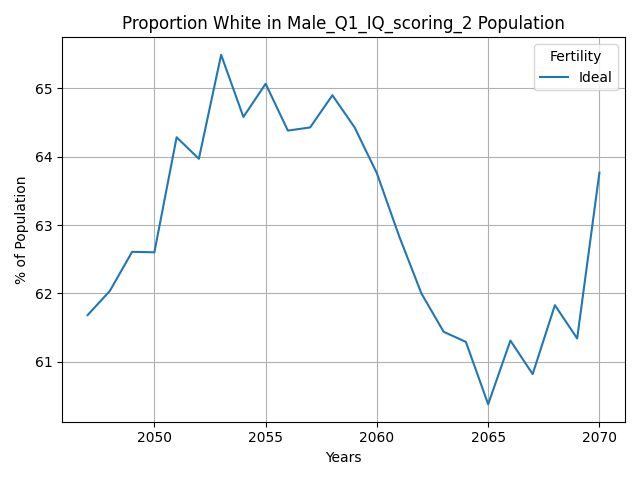 Proportion White in Male_Q1_IQ_scoring_2 Population
Fertility
Ideal
% of Population
65
64
63
62
61
2050 2055 2060 2065 2070
Years